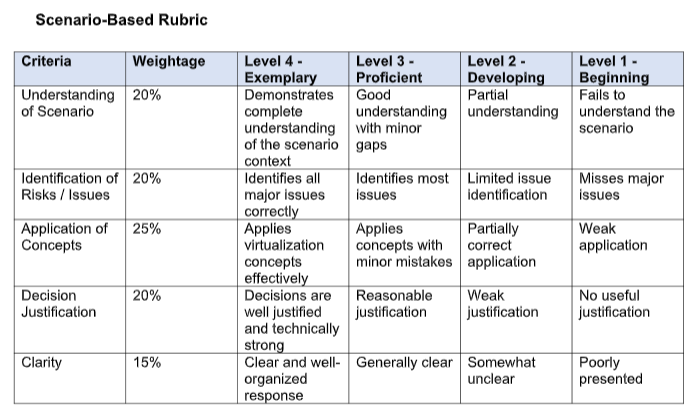 Scenario-Based Rubric
Criteria Weightage Level 4 - Level 3 - Level 2 - Level 1 -
Exemplary Proficient Developing Beginning
Understanding 20% Demonstrates Good Partial Fails to
of Scenario complete understanding understanding understand the
understanding with minor scenario
of the scenario gaps
context
Identification of 20% Identifies all Identifies most Limited issue Misses major
Risks / Issues major issues issues identification issues
correctly
Application of 25% Applies Applies Partially Weak
Concepts virtualization concepts with correct application
concepts minor mistakes application
effectively
Decision 20% Decisions are Reasonable Weak No useful
Justification well justified justification justification justification
and technically
strong
Clarity 15% Clear and well- Generally clear Somewhat Poorly
organized unclear presented
response